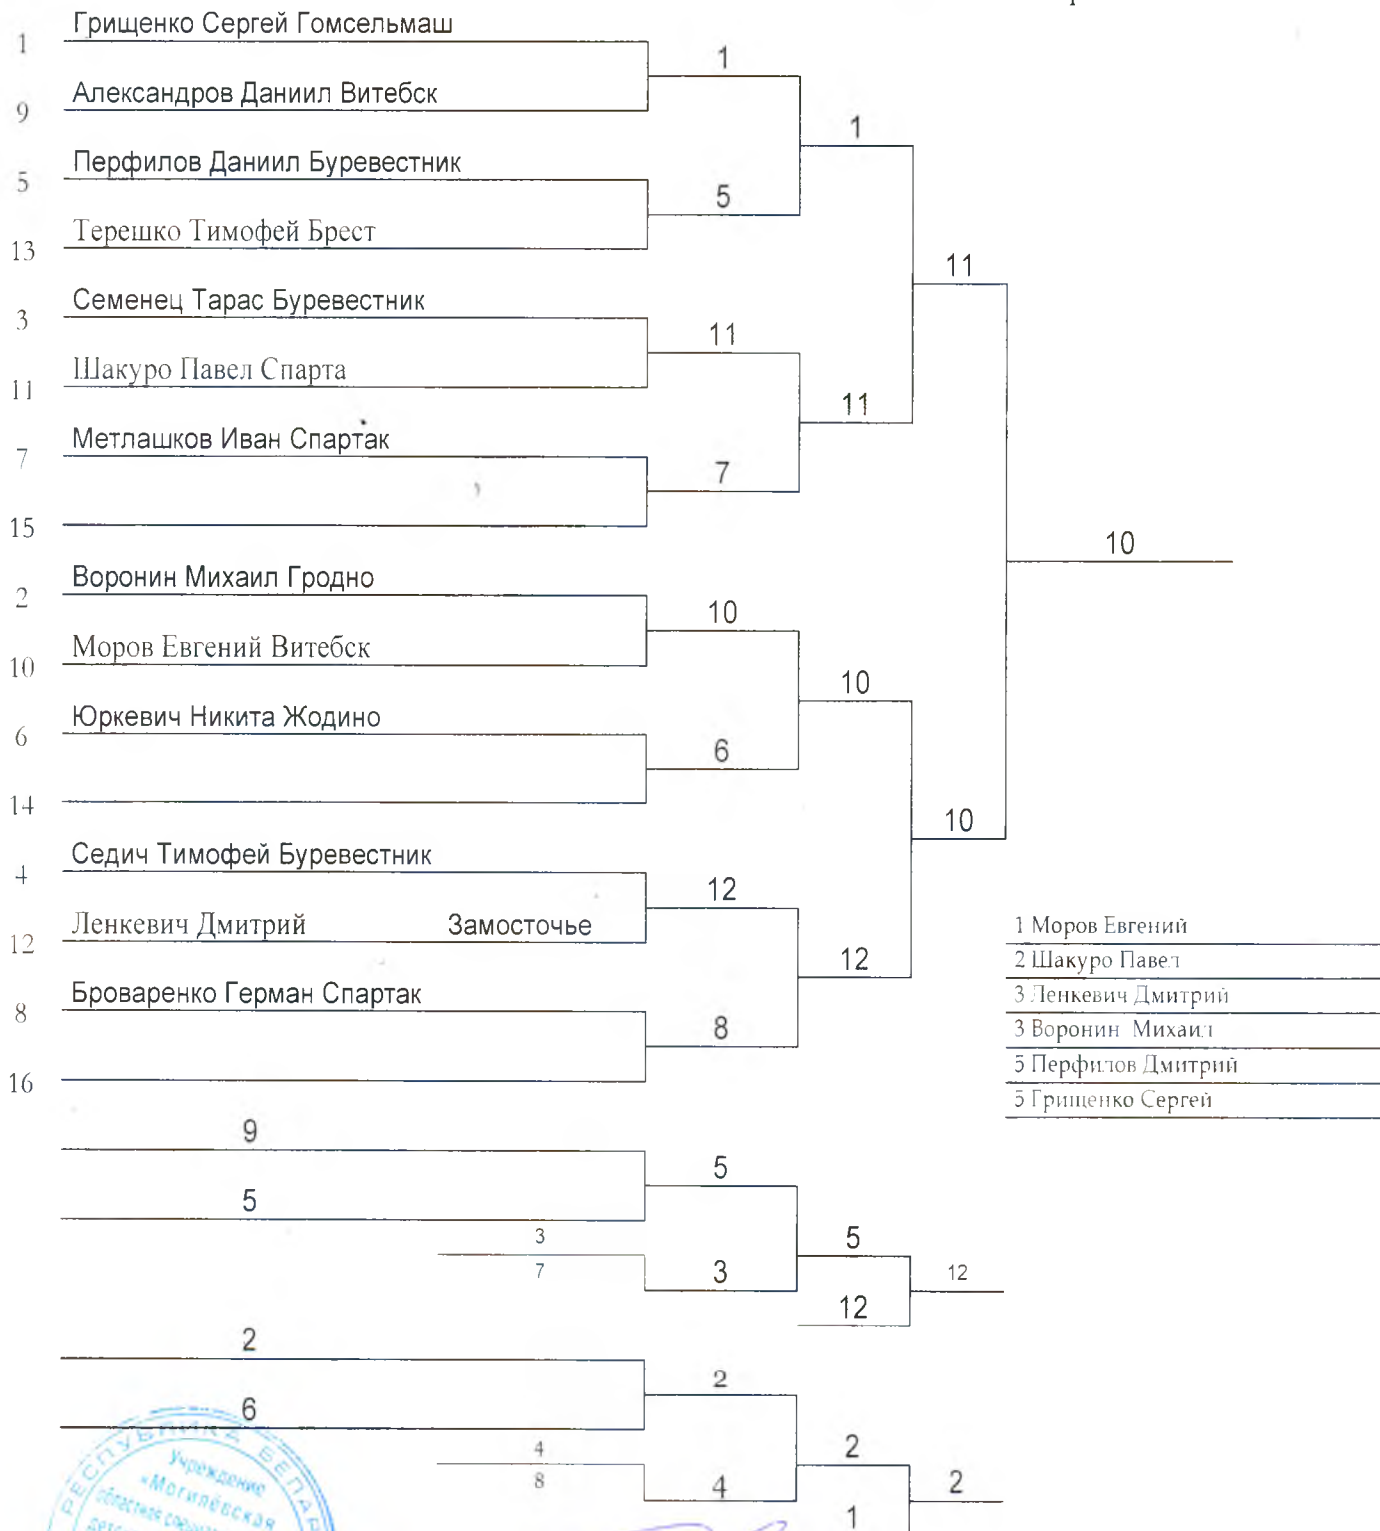 1 Грищенко Сергей Гомсельмаш
1
9 Александров Даниил Витебск
1
5 Перфилов Даниил Буревестник
5
13 Терешко Тимофей Брест
11
3 Семенец Тарас Буревестник
11
11 Шакуро Павел Спарта
11
7 Метлашков Иван Спартак
7
15
10
2 Воронин Михаил Гродно
10
10 Моров Евгений Витебск
10
6 Юркевич Никита Жодино
6
14
10
4 Седич Тимофей Буревестник
12
12 Ленкевич Дмитрий Замосточье
12
8 Броваренко Герман Спартак
8
16
1 Моров Евгений
2 Шакуро Павел
3 Ленкевич Дмитрий
3 Воронин Михаил
5 Перфилов Дмитрий
5 Грищенко Сергей
9
5
5
3
7
3
5
12
12
2
2
6
4
8
4
2
1
2
РЕСПУБЛИКА БЕЛАР
Учреждение
«Могилёвская
областная